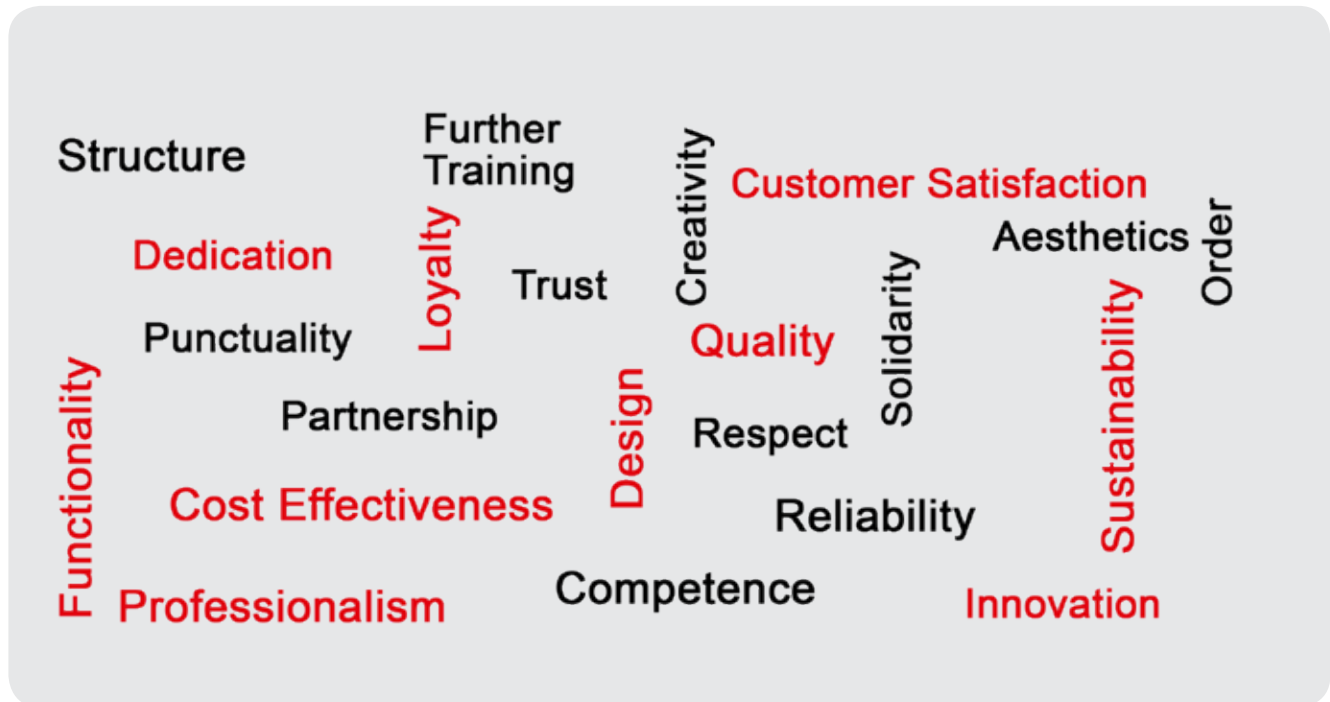 Structure
Further
Training
Creativity
Customer Satisfaction
Aesthetics
Order
Dedication
Loyalty
Trust
Solidarity
Punctuality
Quality
Sustainability
Functionality
Partnership
Design
Respect
Cost Effectiveness
Reliability
Professionalism
Competence
Innovation